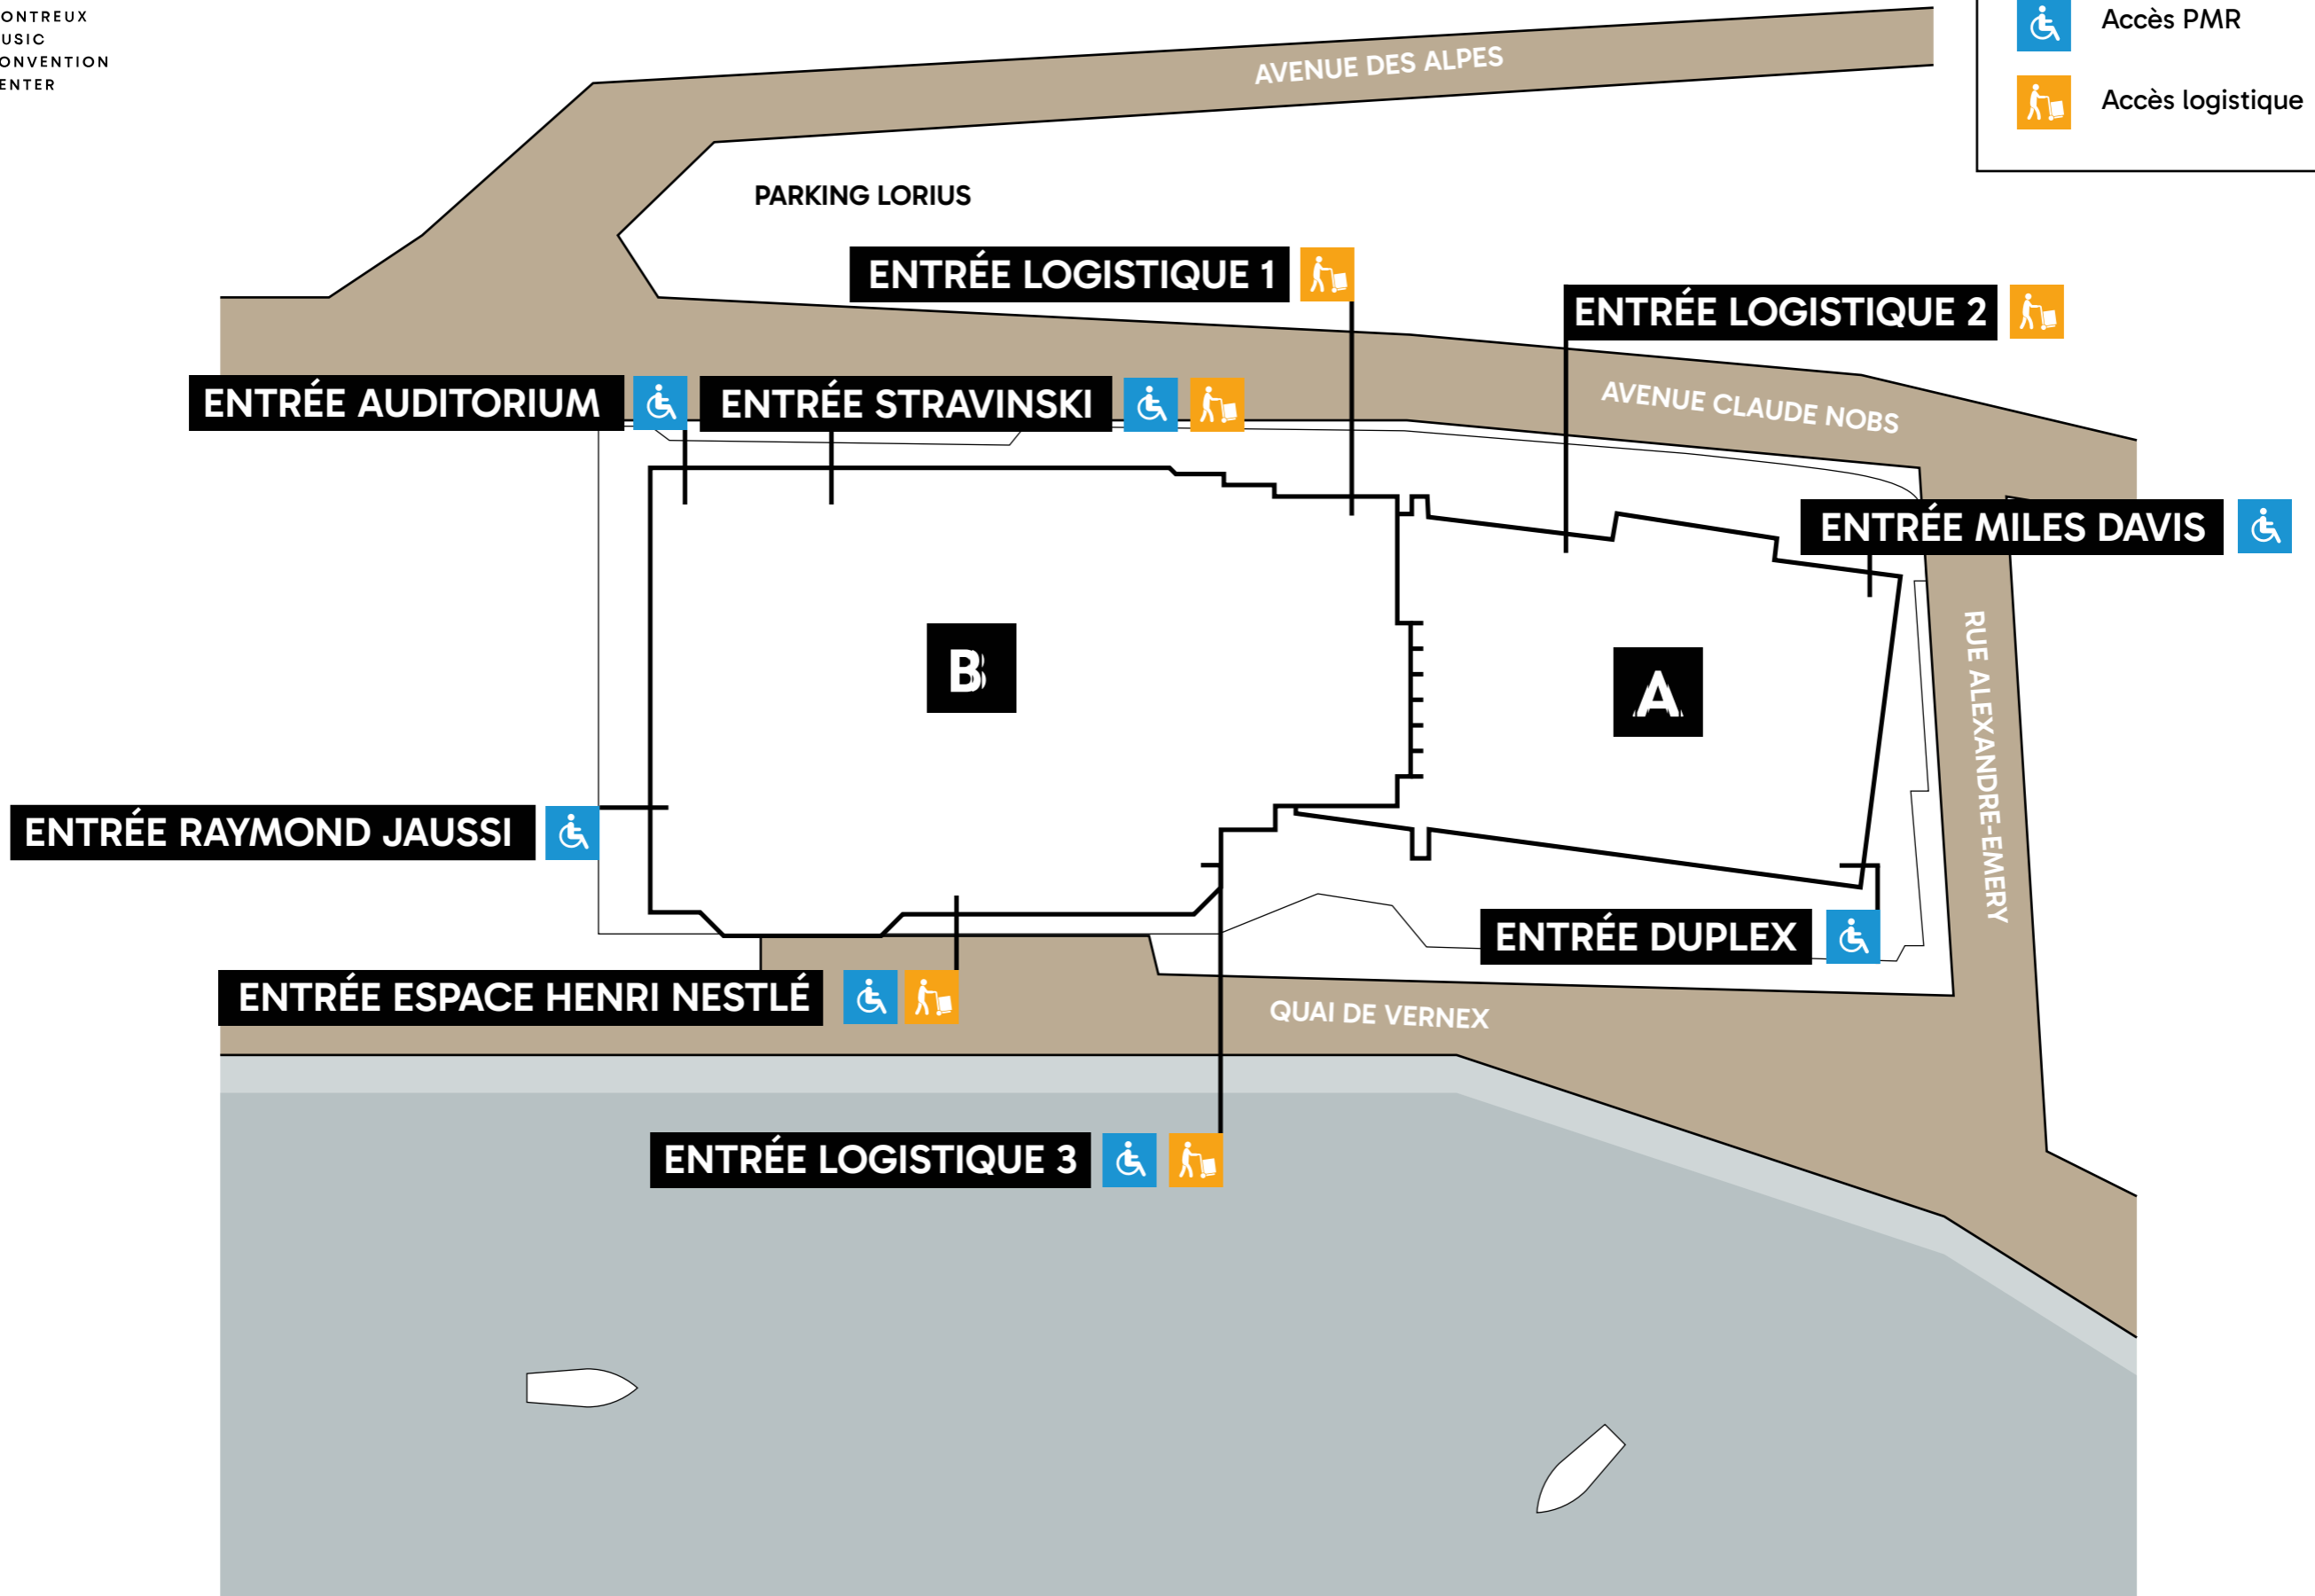 ONTREUX
USIC
ONVENTION
ENTER
Accès PMR
Accès logistique
AVENUE DES ALPES
PARKING LORIUS
ENTRÉE LOGISTIQUE 1
ENTRÉE LOGISTIQUE 2
ENTRÉE AUDITORIUM
ENTRÉE STRAVINSKI
AVENUE CLAUDE NOBS
ENTRÉE MILES DAVIS
B
A
RUE ALEXANDRE-EMERY
ENTRÉE RAYMOND JAUSSI
ENTRÉE DUPLEX
ENTRÉE ESPACE HENRI NESTLÉ
QUAI DE VERNEX
ENTRÉE LOGISTIQUE 3